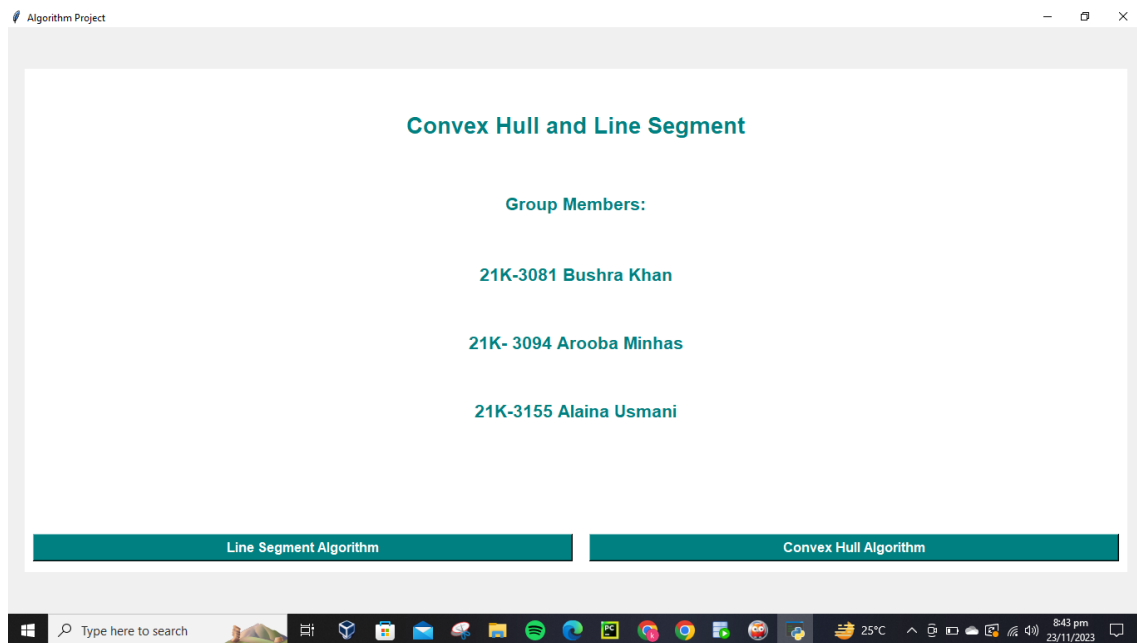 Algorithm Project
Convex Hull and Line Segment
Group Members:
21K-3081 Bushra Khan
21K- 3094 Arooba Minhas
21K-3155 Alaina Usmani
Line Segment Algorithm
Convex Hull Algorithm
Type here to search
PC
25°C
8:43 pm
23/11/2023